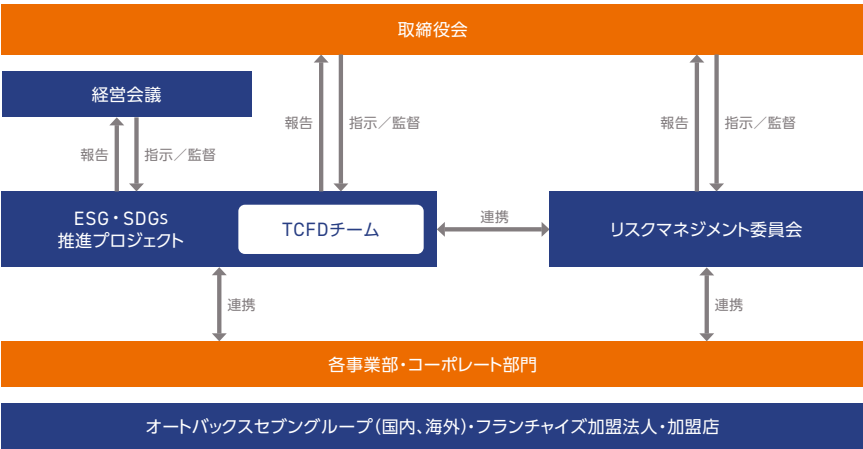 取締役会
経営会議
報告
指示／監督
報告
指示／監督
報告
指示／監督
ESG・SDGs
推進プロジェクト
TCFDチーム
連携
リスクマネジメント委員会
連携
連携
各事業部・コーポレート部門
オートバックスセブングループ（国内、海外）・フランチャイズ加盟法人・加盟店